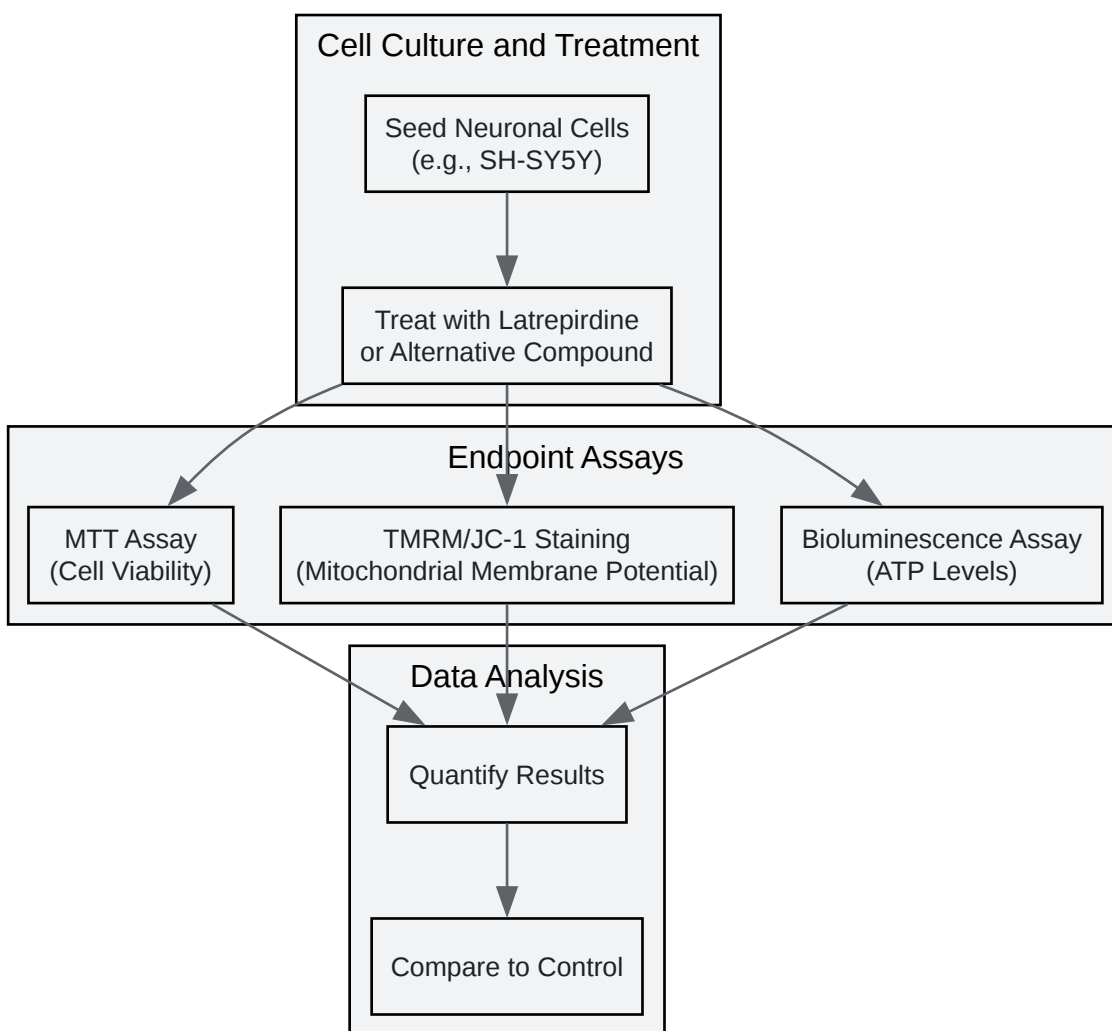 Cell Culture and Treatment
Seed Neuronal Cells
(e.g., SH-SY5Y)
Treat with Latrepirdine
or Alternative Compound
Endpoint Assays
MTT Assay
(Cell Viability)
TMRM/JC-1 Staining
(Mitochondrial Membrane Potential)
Bioluminescence Assay
(ATP Levels)
Data Analysis
Quantify Results
Compare to Control